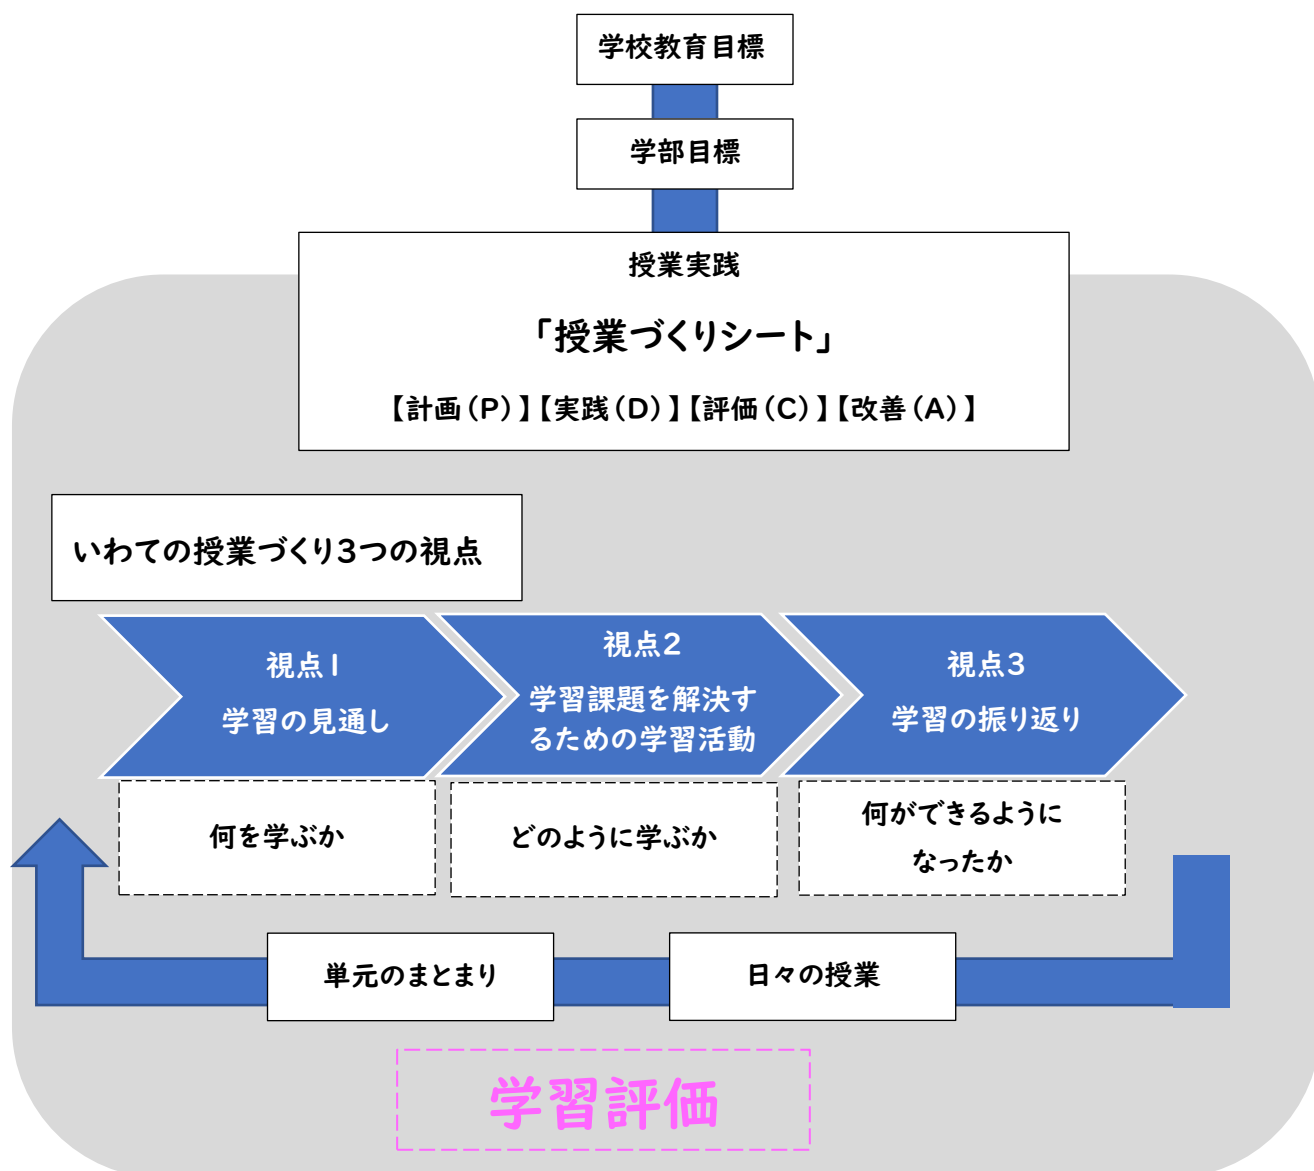 学校教育目標
学部目標
授業実践
「授業づくりシート」
【計画(P)】【実践(D)】【評価(C)】【改善(A)】
いわての授業づくり3つの視点
視点1
学習の見通し
視点2
学習課題を解決す
るための学習活動
視点3
学習の振り返り
何を学ぶか
どのように学ぶか
何ができるように
なったか
単元のまとまり
日々の授業
学習評価